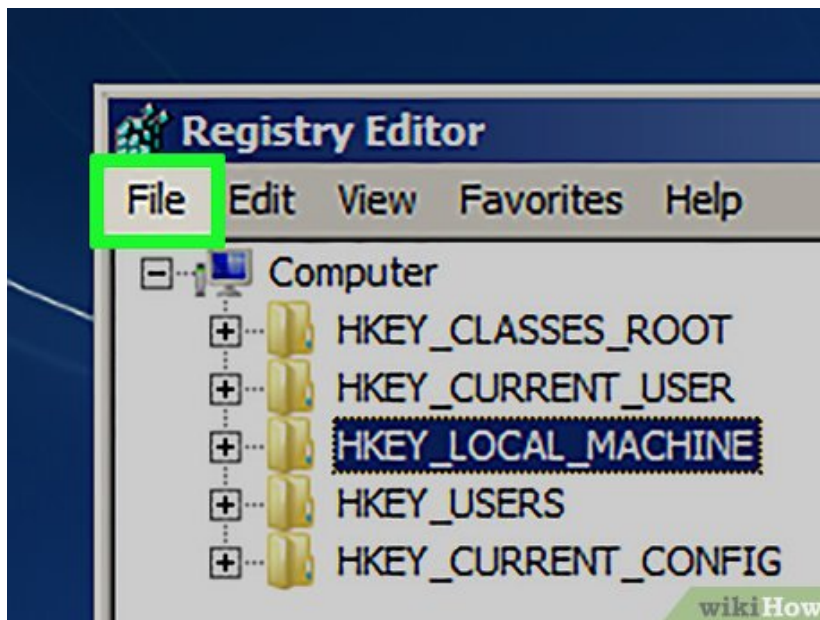 Registry Editor
File Edit View Favorites Help
Computer
HKEY_CLASSES_ROOT
HKEY_CURRENT_USER
HKEY_LOCAL_MACHINE
HKEY_USERS
HKEY_CURRENT_CONFIG
wikiHow